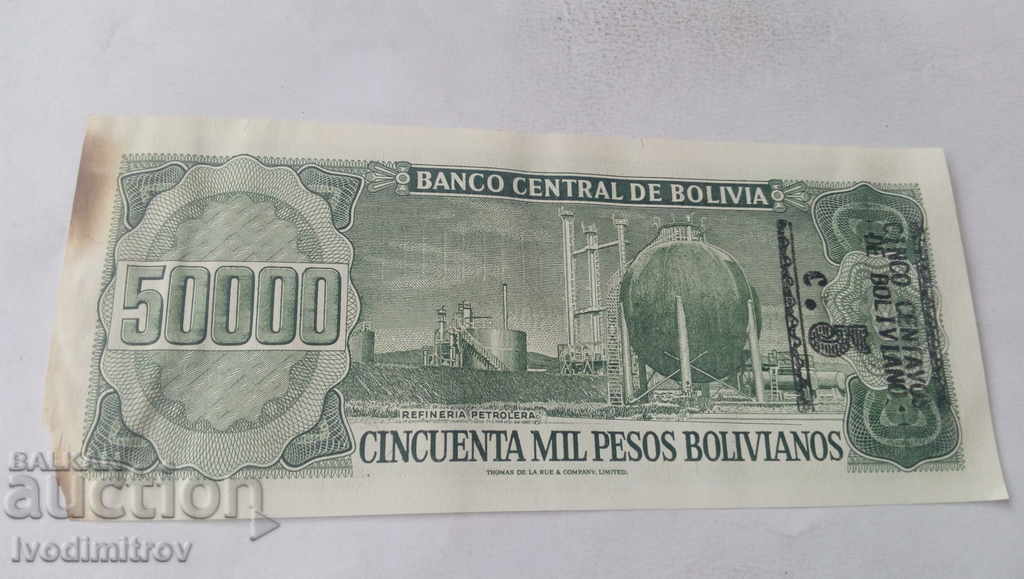 BANCO CENTRAL DE BOLIVIA
50000
REFINERIA PETROLERA
CINCUENTA MIL PESOS BOLIVIANOS
THOMAS DE LA RUE & COMPANY, LIMITED.
CINCO CENTAVOS
DE BOLIVIANO
BALKAN
auction
Ivodimitrov